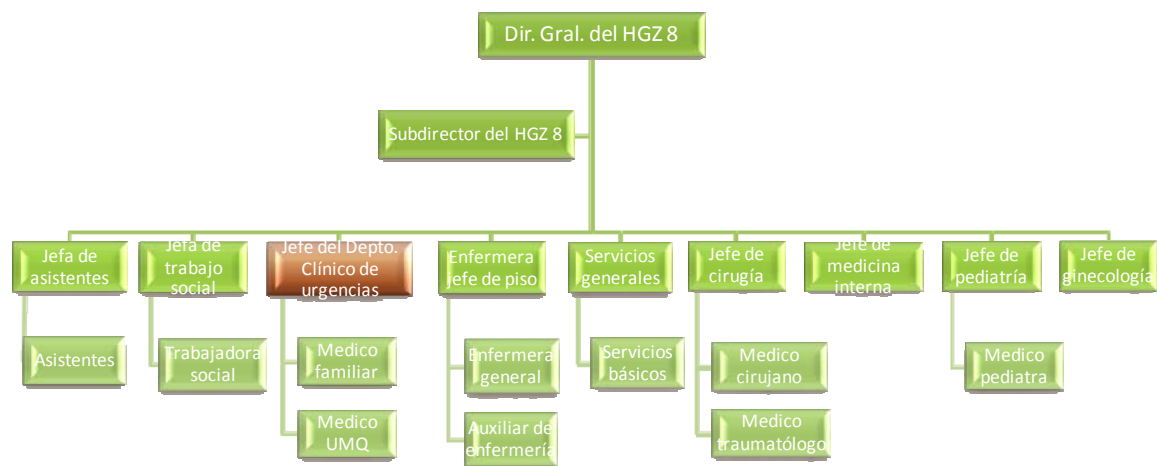 Dir. Gral. del HGZ 8
Subdirector del HGZ 8
Jefa de
asistentes
Jefa de
trabajo
social
Jefe del Depto.
Clínico de
urgencias
Enfermera
jefe de piso
Servicios
generales
Jefe de
cirugía
Jefe de
medicina
interna
Jefe de
pediatría
Jefe de
ginecología
Asistentes
Trabajadora
social
Medico
familiar
Enfermera
general
Servicios
básicos
Medico
cirujano
Medico
pediatra
Medico
UMQ
Auxiliar de
enfermería
Medico
traumatólogo